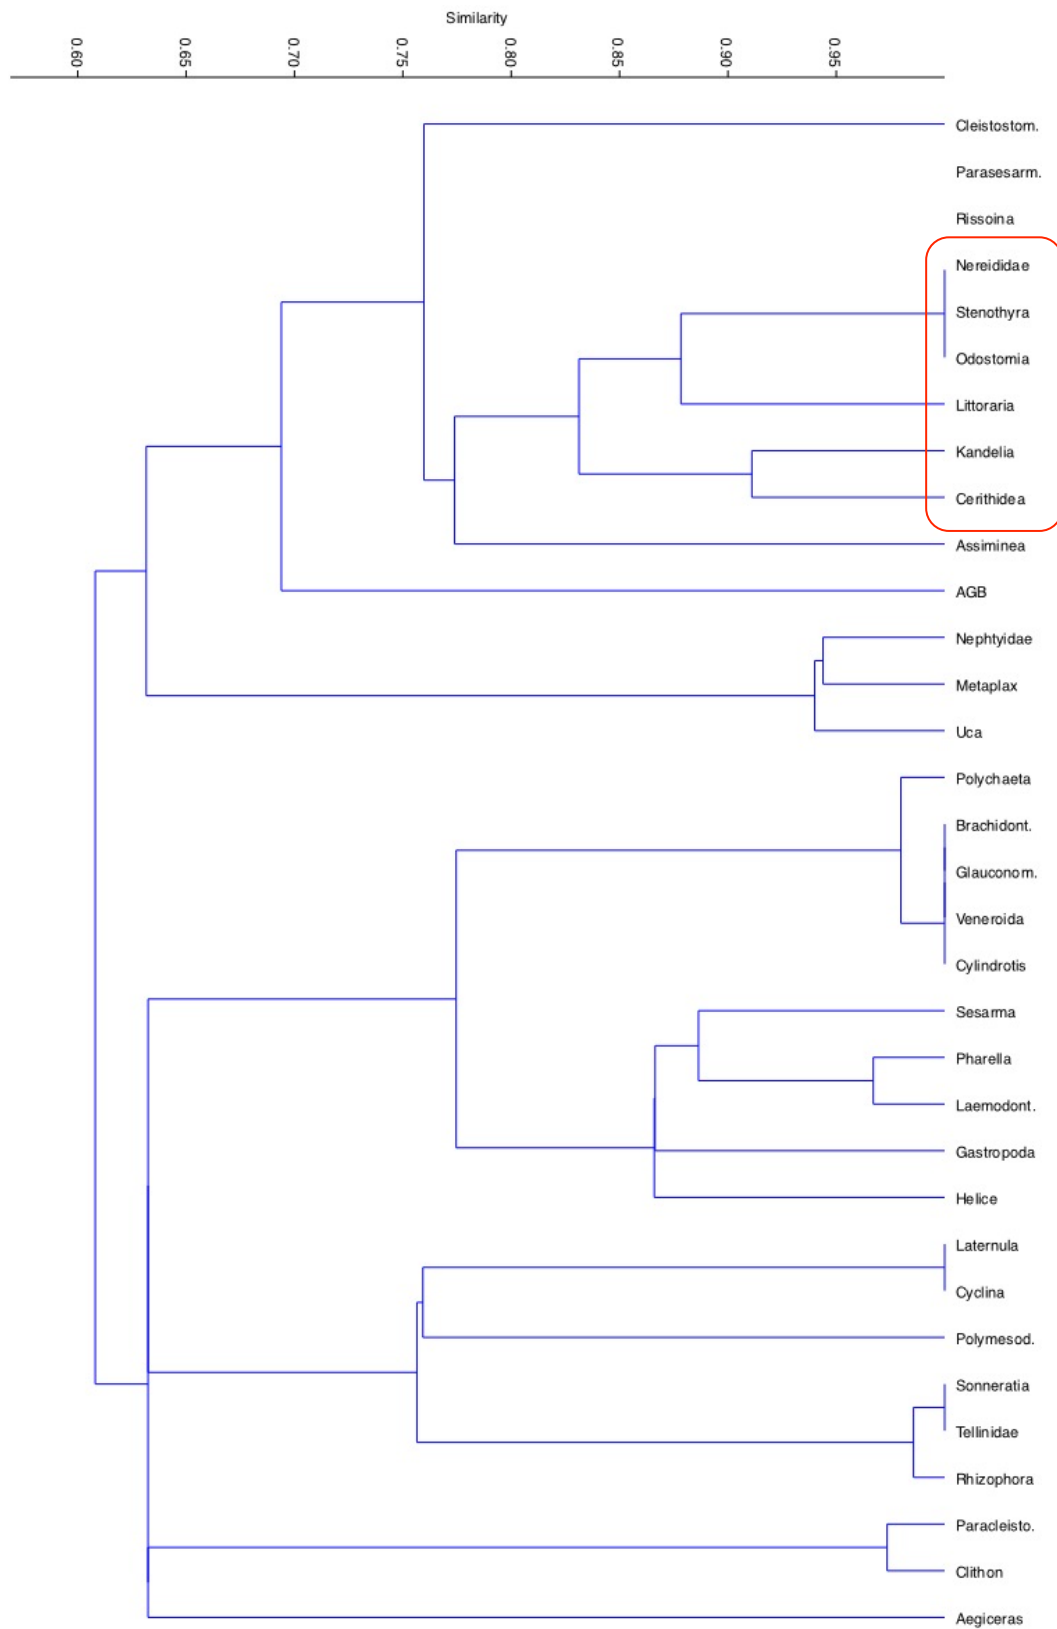 Similarity
0.60 0.65 0.70 0.75 0.80 0.85 0.90 0.95
Cleistostom.
Parasesarm.
Rissoina
Nereididae
Stenothyra
Odostomia
Littoraria
Kandelia
Cerithidea
Assiminea
AGB
Nephtyidae
Metaplax
Uca
Polychaeta
Brachidont.
Glauconom.
Veneroida
Cylindrotis
Sesarma
Pharella
Laemodont.
Gastropoda
Helice
Laternula
Cyclina
Polymesod.
Sonneratia
Tellinidae
Rhizophora
Paracleisto.
Clithon
Aegiceras